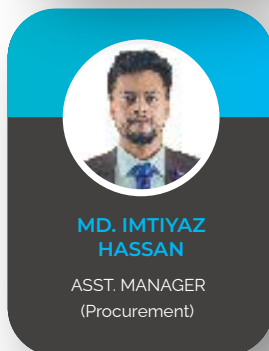 MD. IMTIYAZ
HASSAN
ASST. MANAGER
(Procurement)